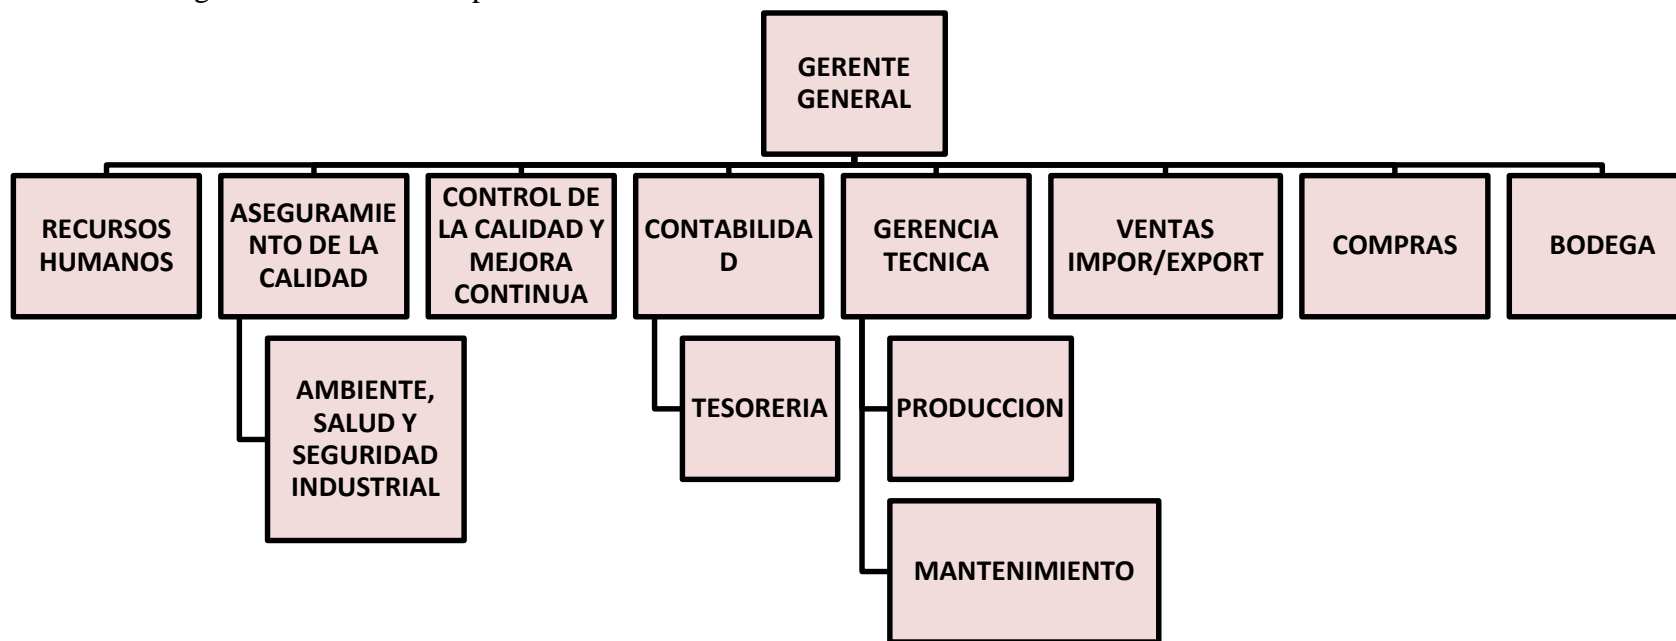 GERENTE
GENERAL
RECURSOS
HUMANOS
ASEGURAMIE
NTO DE LA
CALIDAD
CONTROL DE
LA CALIDAD Y
MEJORA
CONTINUA
CONTABILIDA
D
GERENCIA
TECNICA
VENTAS
IMPOR/EXPORT
COMPRAS
BODEGA
AMBIENTE,
SALUD Y
SEGURIDAD
INDUSTRIAL
TESORERIA
PRODUCCION
MANTENIMIENTO